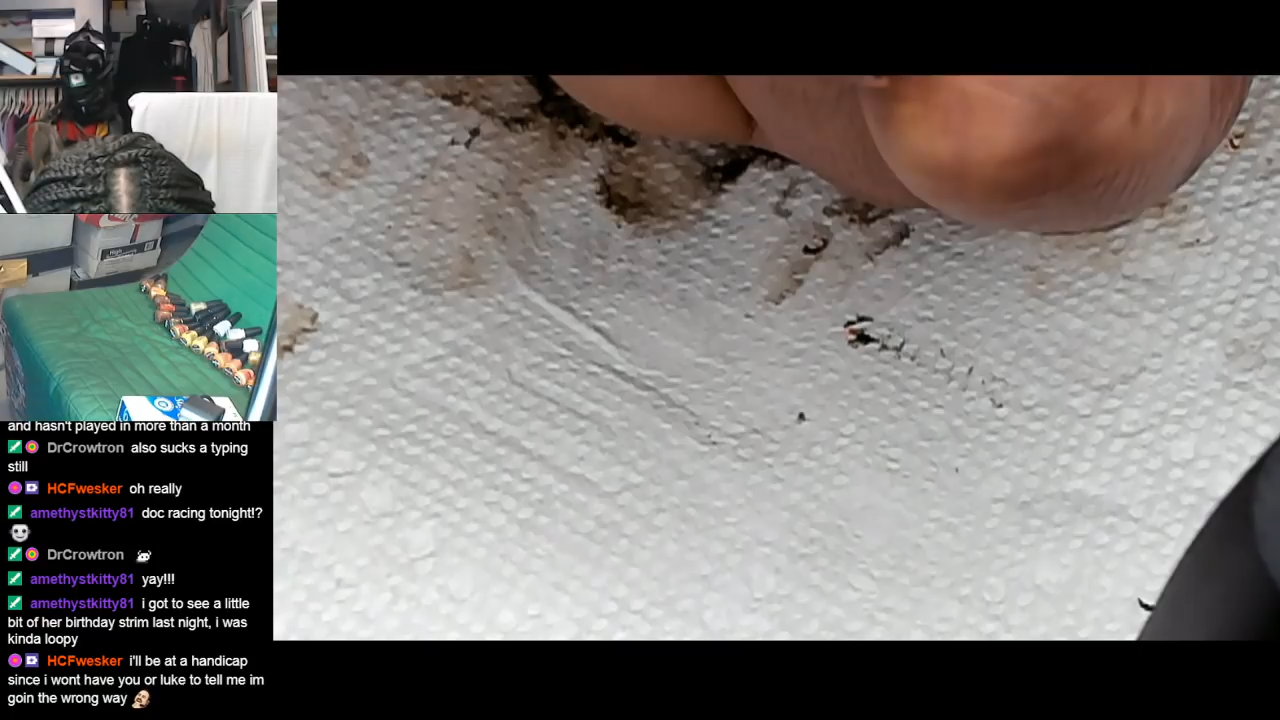 and hasn't played in more than a month
DrCrowtron also sucks a typing
still
HCFwesker oh really
amethystkitty81 doc racing tonight!?
DrCrowtron
amethystkitty81 yay!!!
amethystkitty81 i got to see a little
bit of her birthday strim last night, i was
kinda loopy
HCFwesker i'll be at a handicap
since i wont have you or luke to tell me im
goin the wrong way